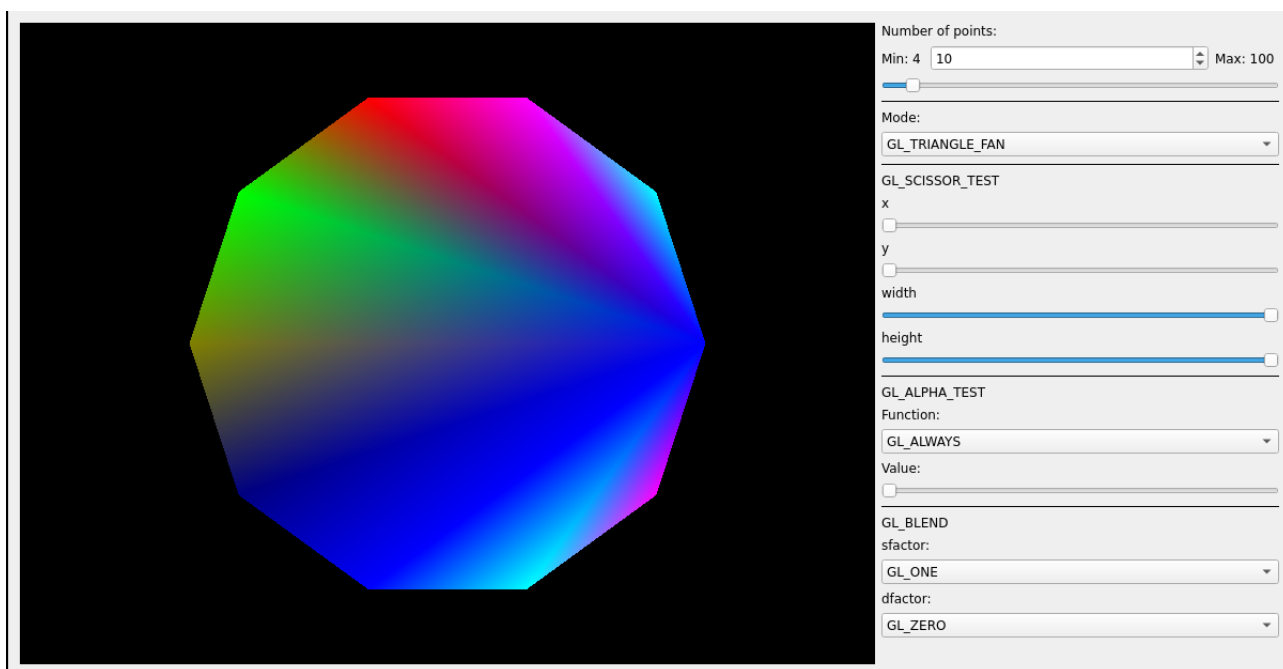 Number of points:
Min: 4 10 Max: 100
Mode:
GL_TRIANGLE_FAN
GL_SCISSOR_TEST
x
y
width
height
GL_ALPHA_TEST
Function:
GL_ALWAYS
Value:
GL_BLEND
sfactor:
GL_ONE
dfactor:
GL_ZERO